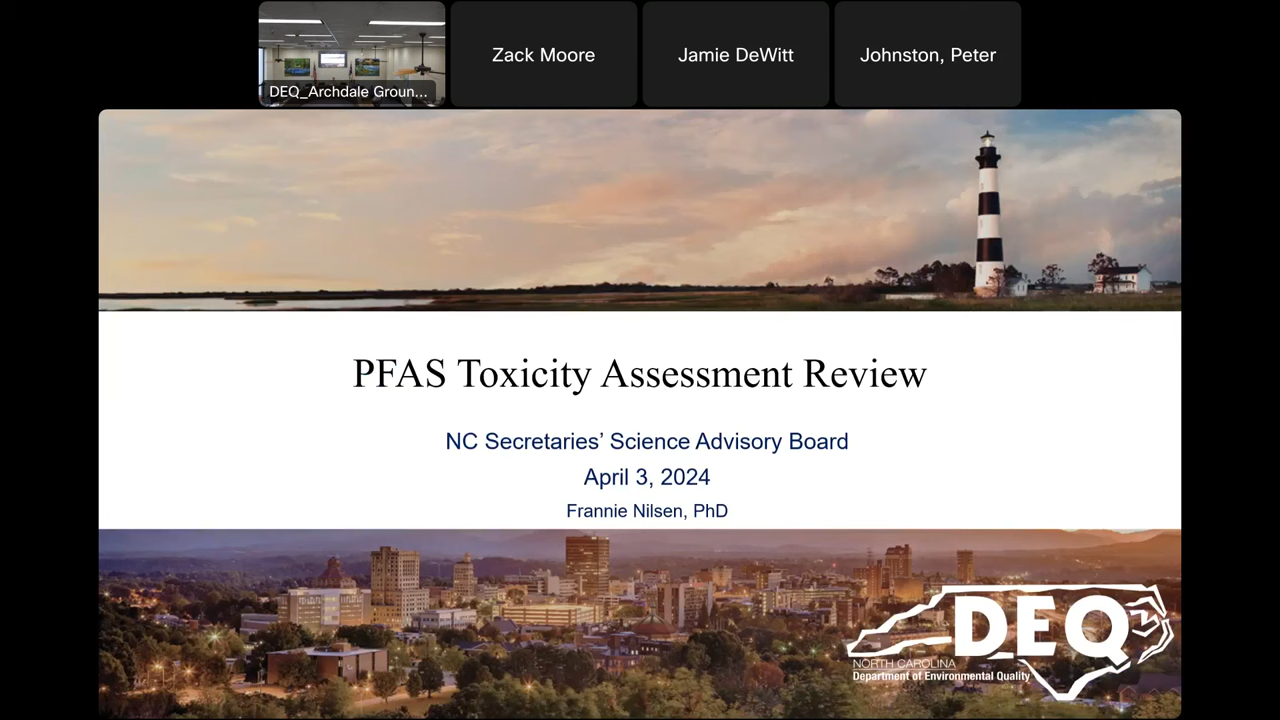 DEQ_Archdale Groun...
Zack Moore
Jamie DeWitt
Johnston, Peter
PFAS Toxicity Assessment Review
NC Secretaries’ Science Advisory Board
April 3, 2024
Frannie Nilsen, PhD
DEQ
NORTH CAROLINA
Department of Environmental Quality